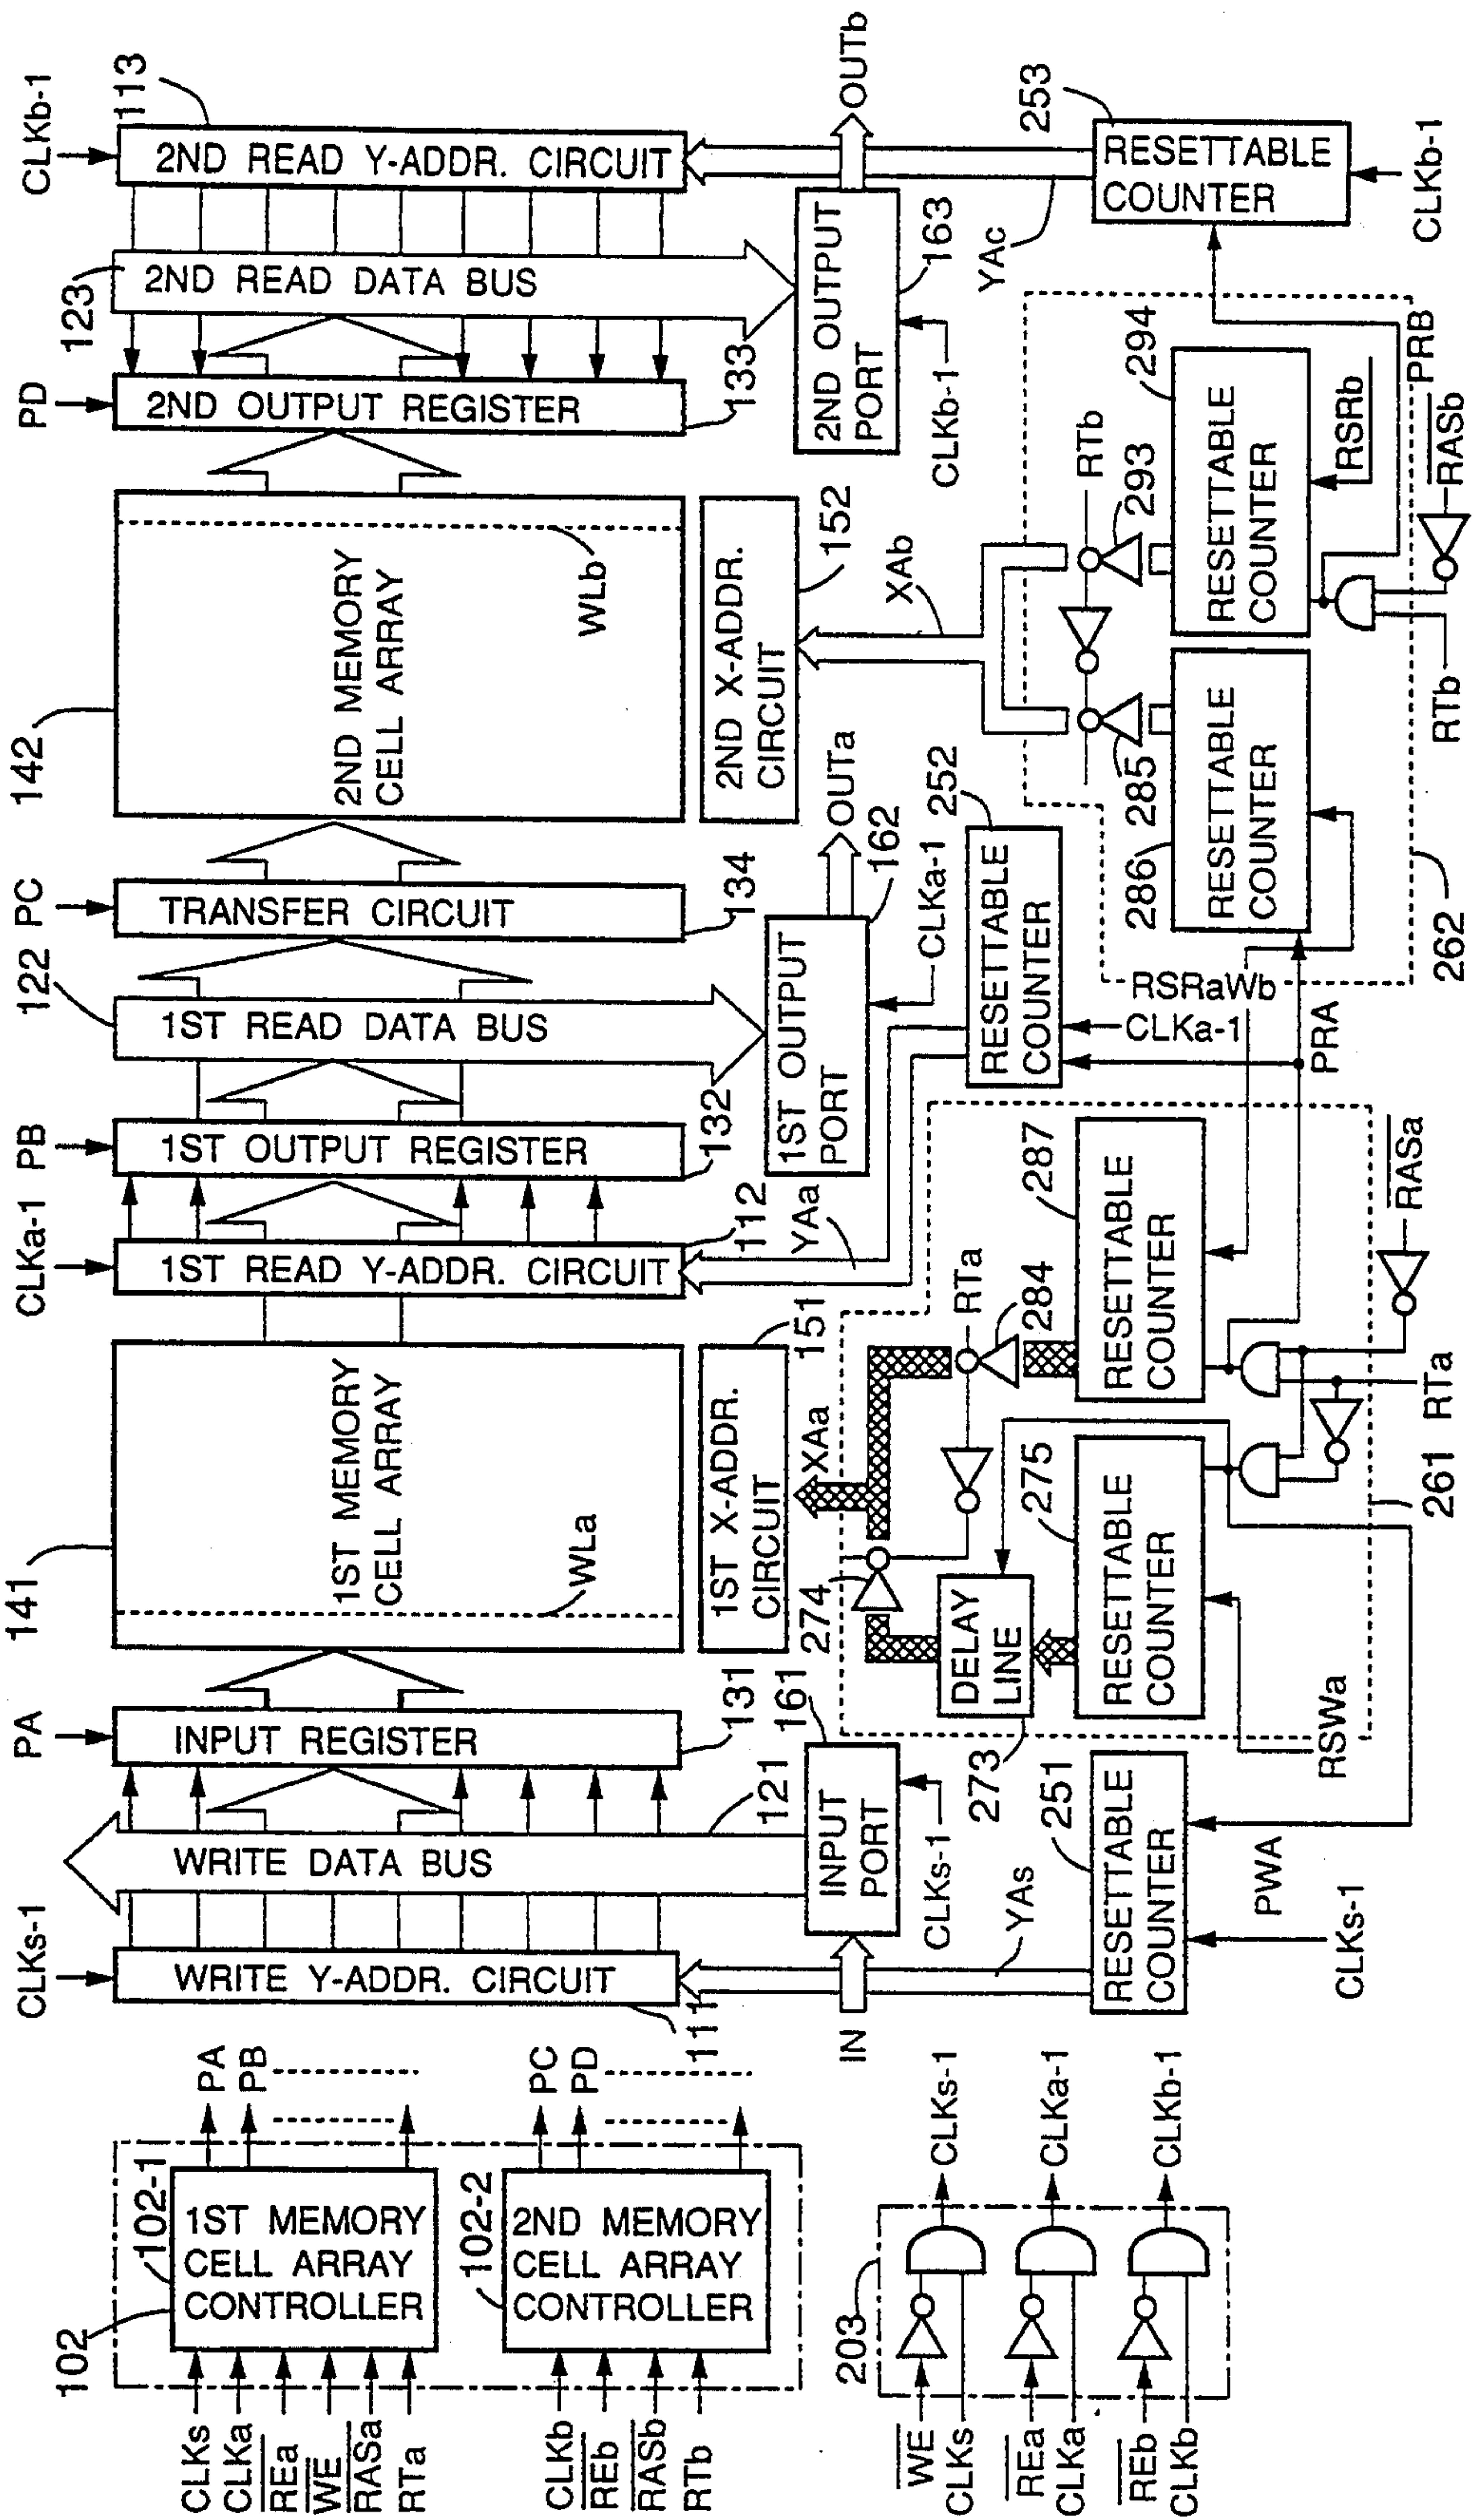 CLKs
CLKa
REa
WE
RASa
RTa
102
102-1
1ST MEMORY
CELL ARRAY
CONTROLLER
PA
PB
CLKb
REb
RASb
RTb
102-2
2ND MEMORY
CELL ARRAY
CONTROLLER
PC
PD
203
WE
CLKs
CLKs-1
REa
CLKa
CLKa-1
REb
CLKb
CLKb-1
CLKs-1
WRITE Y-ADDR. CIRCUIT
111
WRITE DATA BUS
121
PA
INPUT REGISTER
131
IN
INPUT
PORT
161
CLKs-1
YAs
RESETTABLE
COUNTER
251
CLKs-1
PWA
141
1ST MEMORY
CELL ARRAY
WLa
1ST X-ADDR.
CIRCUIT
151
XAa
274
DELAY
LINE
273
RESETTABLE
COUNTER
275
RSWa
RTa
284
RESETTABLE
COUNTER
287
261
RTa
RASa
CLKa-1
1ST READ Y-ADDR. CIRCUIT
112
YAa
PB
1ST OUTPUT REGISTER
132
122
1ST READ DATA BUS
PC
TRANSFER CIRCUIT
134
1ST OUTPUT
PORT
162
OUTa
CLKa-1
RESETTABLE
COUNTER
252
CLKa-1
RSRaWb
PRA
142
2ND MEMORY
CELL ARRAY
WLb
2ND X-ADDR.
CIRCUIT
152
XAb
285
286
RESETTABLE
COUNTER
RTb
293
294
RESETTABLE
COUNTER
RSRb
262
RTb
RASb
PRB
PD
2ND OUTPUT REGISTER
133
123
2ND READ DATA BUS
CLKb-1
2ND READ Y-ADDR. CIRCUIT
113
2ND OUTPUT
PORT
163
OUTb
CLKb-1
YAc
RESETTABLE
COUNTER
253
CLKb-1